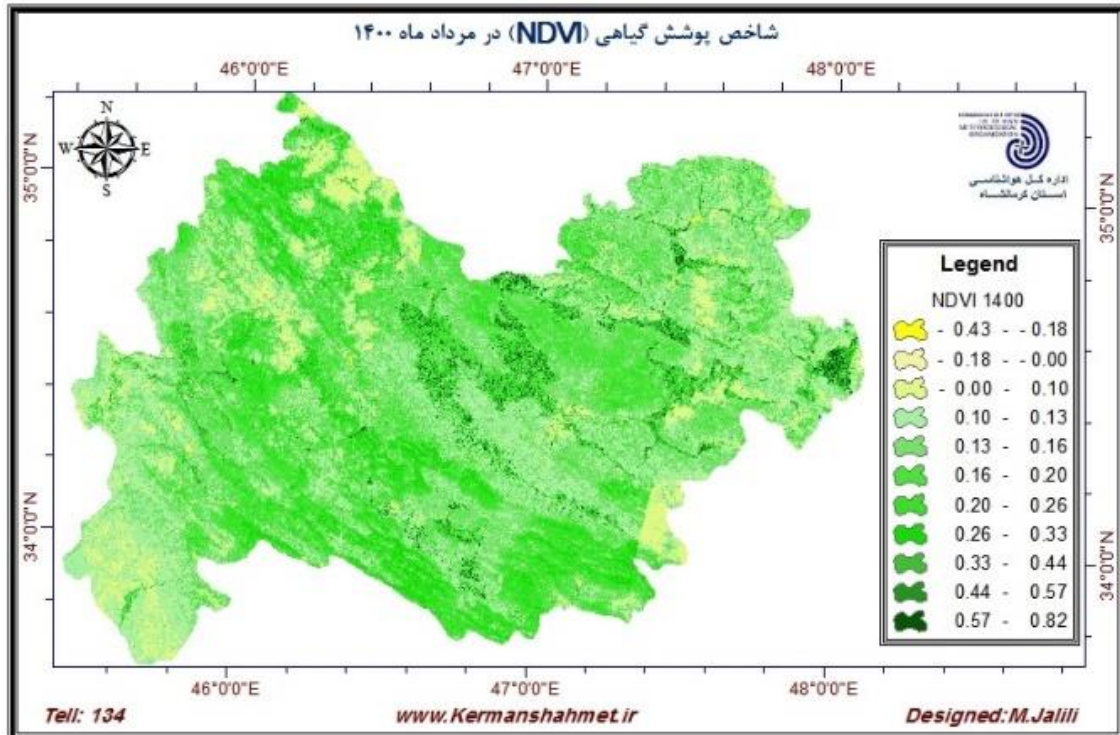 شاخص پوشش گیاهی (NDVI) در مرداد ماه ۱۴۰۰
46°0'0"E 47°0'0"E 48°0'0"E
N
W E
S
اداره کل هواشناسی
استان کرمانشاه
35°0'0"N 35°0'0"N
34°0'0"N 34°0'0"N
Legend
NDVI 1400
- 0.43 - - 0.18
- 0.18 - -0.00
-0.00 - 0.10
0.10 - 0.13
0.13 - 0.16
0.16 - 0.20
0.20 - 0.26
0.26 - 0.33
0.33 - 0.44
0.44 - 0.57
0.57 - 0.82
46°0'0"E 47°0'0"E 48°0'0"E
Tell: 134 www.Kermanshahmet.ir Designed:M.Jalili